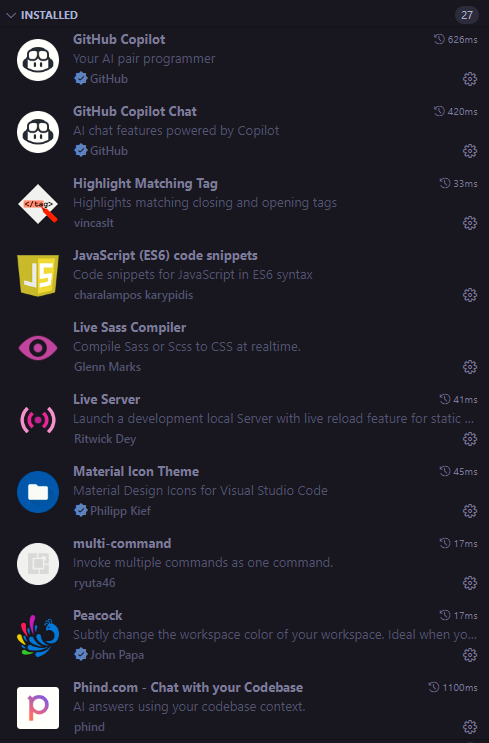 INSTALLED 27
GitHub Copilot 626ms
Your AI pair programmer
GitHub
GitHub Copilot Chat 420ms
AI chat features powered by Copilot
GitHub
</tag>
Highlight Matching Tag 33ms
Highlights matching closing and opening tags
vincaslt
JS
JavaScript (ES6) code snippets
Code snippets for JavaScript in ES6 syntax
charalampos karypidis
Live Sass Compiler
Compile Sass or Scss to CSS at realtime.
Glenn Marks
Live Server 41ms
Launch a development local Server with live reload feature for static ...
Ritwick Dey
Material Icon Theme 45ms
Material Design Icons for Visual Studio Code
Philipp Kief
multi-command 17ms
Invoke multiple commands as one command.
ryuta46
Peacock 17ms
Subtly change the workspace color of your workspace. Ideal when yo...
John Papa
p
Phind.com - Chat with your Codebase 1100ms
AI answers using your codebase context.
phind